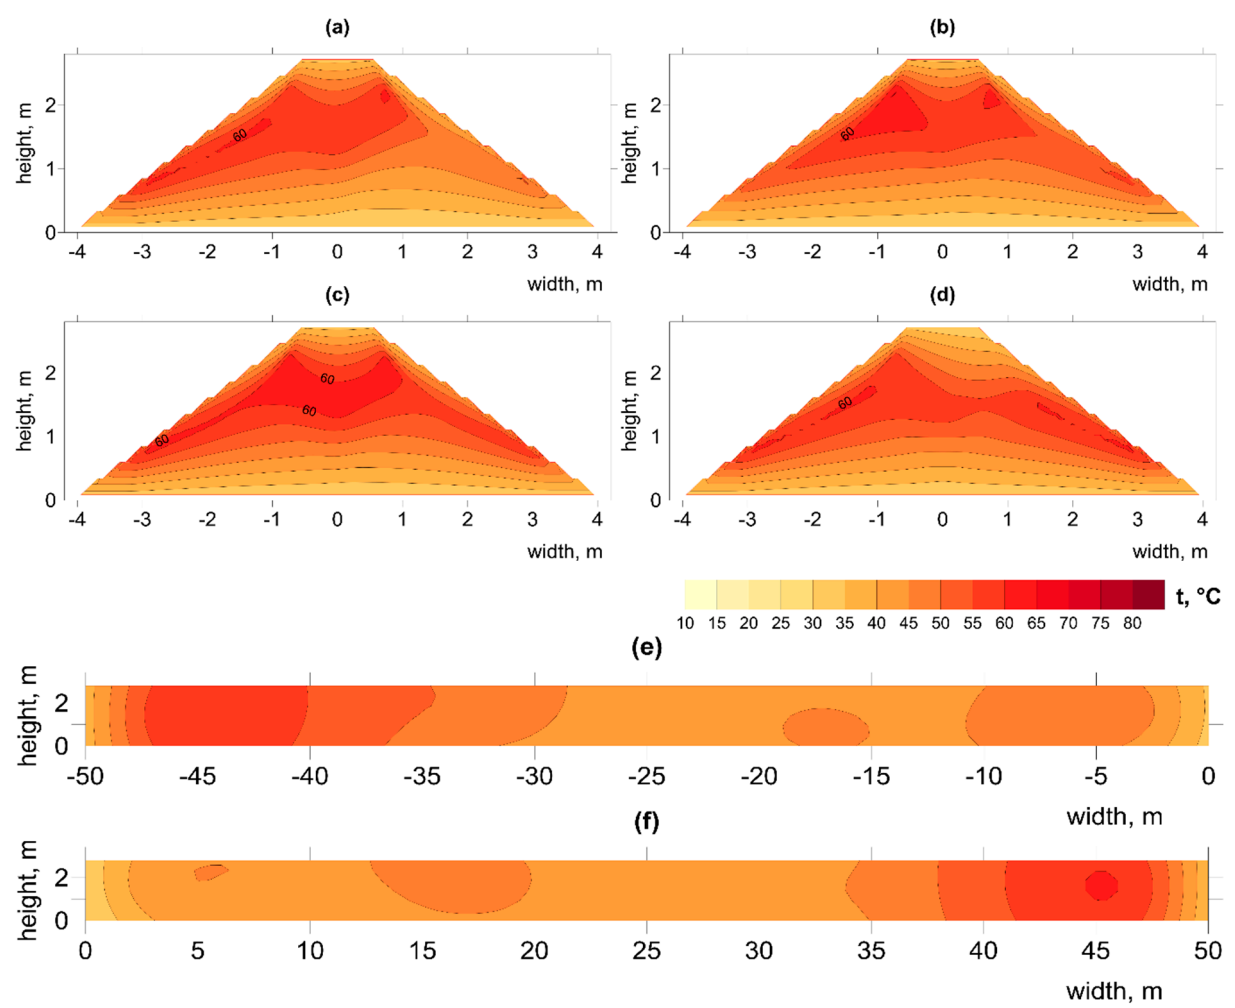 (a)
(b)
height, m
2
1
0
60
-4 -3 -2 -1 0 1 2 3 4
width, m
height, m
2
1
0
60
-4 -3 -2 -1 0 1 2 3 4
width, m
(c)
(d)
height, m
2
1
0
60
60
60
-4 -3 -2 -1 0 1 2 3 4
width, m
height, m
2
1
0
60
-4 -3 -2 -1 0 1 2 3 4
width, m
t, °C
10 15 20 25 30 35 40 45 50 55 60 65 70 75 80
(e)
height, m
2
0
-50 -45 -40 -35 -30 -25 -20 -15 -10 -5 0
width, m
(f)
height, m
2
0
0 5 10 15 20 25 30 35 40 45 50
width, m